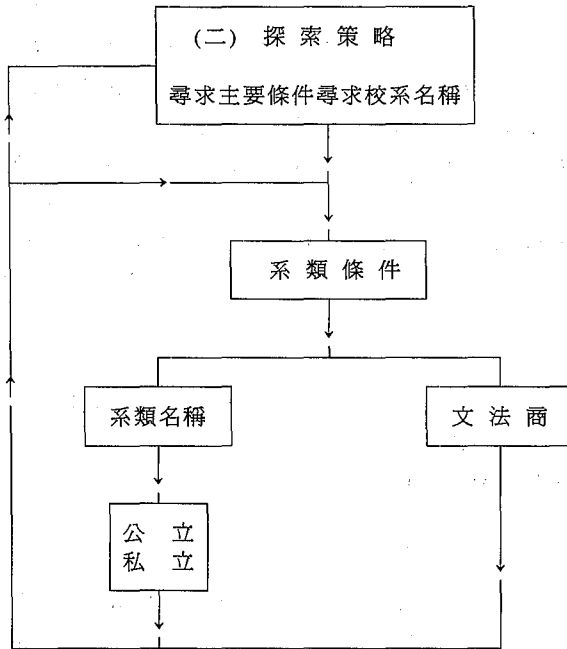 (二) 探索策略
尋求主要條件尋求校系名稱
系類條件
系類名稱
文法商
公立
私立